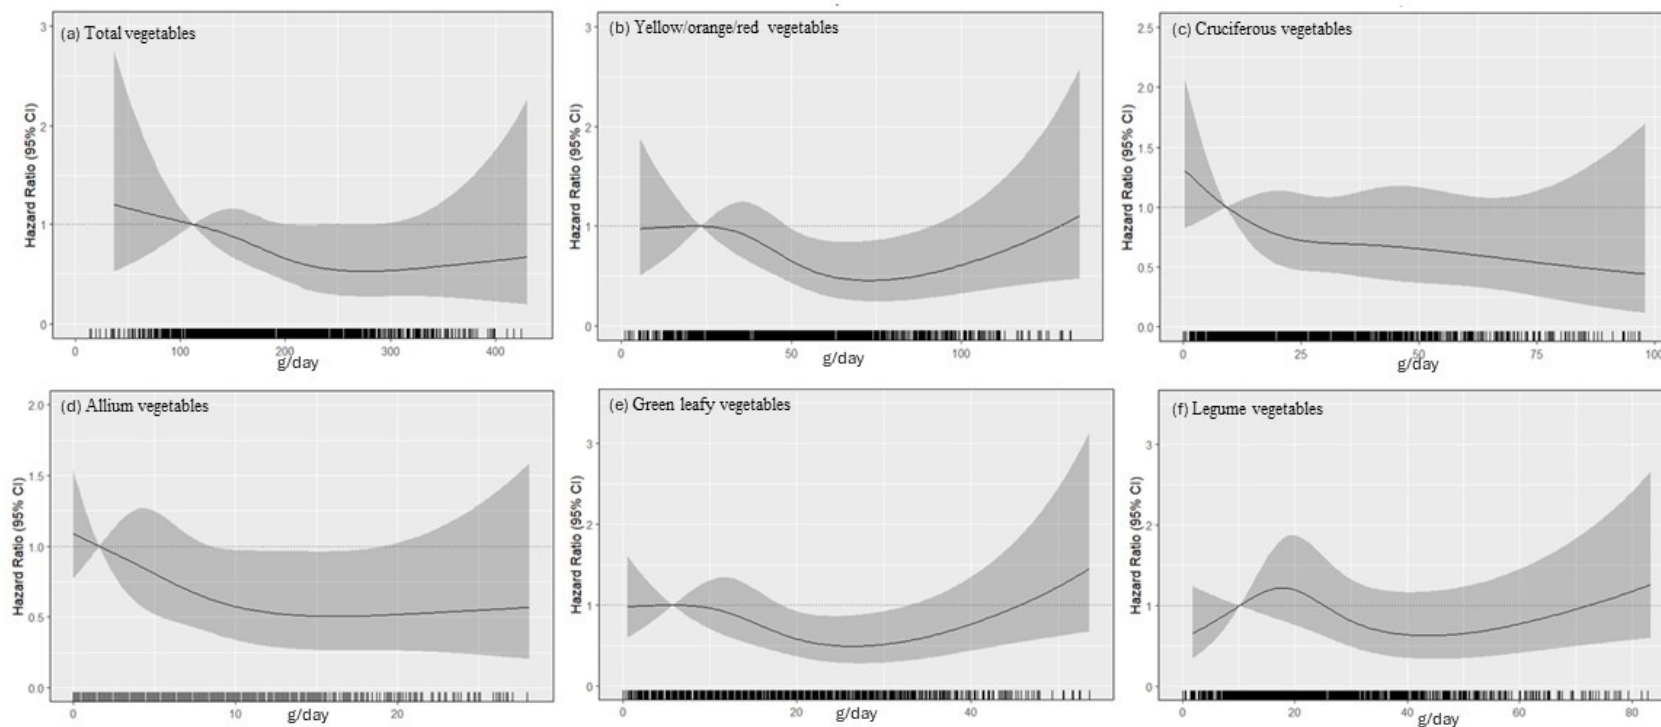 (a) Total vegetables
Hazard Ratio (95% CI)
3
2
1
0
0 100 200 300 400
g/day
(b) Yellow/orange/red vegetables
Hazard Ratio (95% CI)
3
2
1
0
0 50 100
g/day
(c) Cruciferous vegetables
Hazard Ratio (95% CI)
2.5
2.0
1.5
1.0
0.5
0.0
0 25 50 75 100
g/day
(d) Allium vegetables
Hazard Ratio (95% CI)
2.0
1.5
1.0
0.5
0.0
0 10 20
g/day
(e) Green leafy vegetables
Hazard Ratio (95% CI)
3
2
1
0
0 20 40
g/day
(f) Legume vegetables
Hazard Ratio (95% CI)
3
2
1
0
0 20 40 60 80
g/day